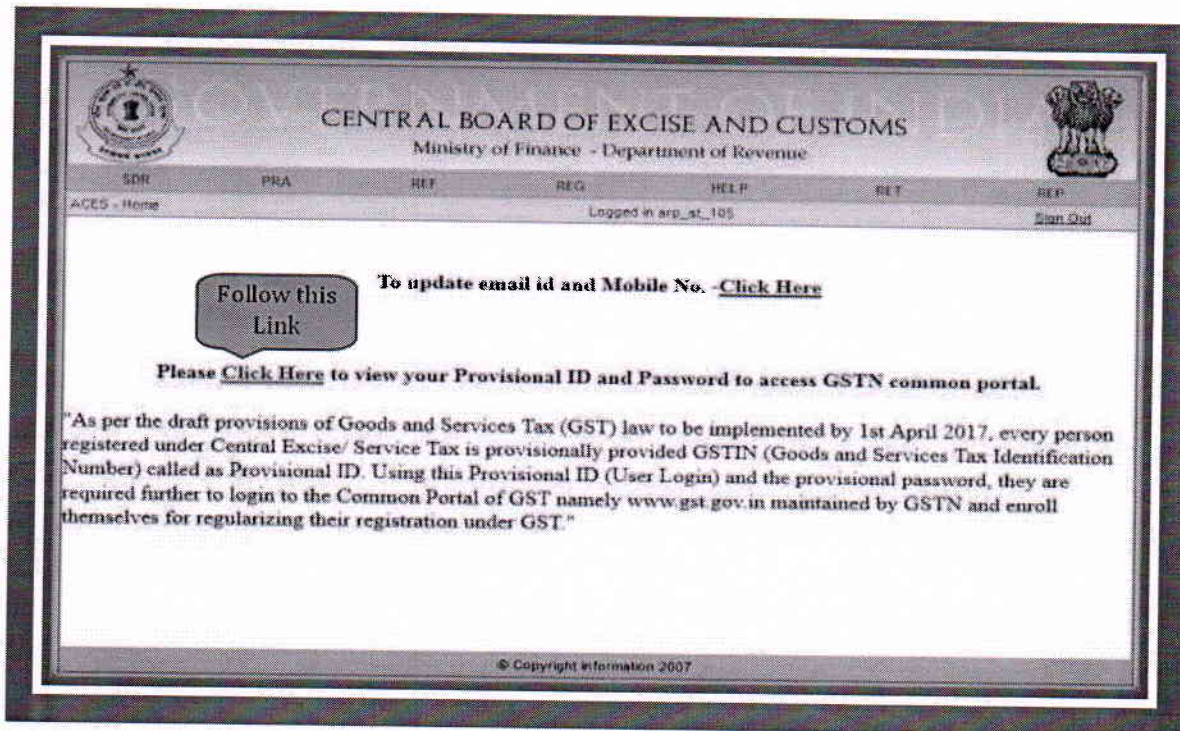 GOVERNMENT OF INDIA
CENTRAL BOARD OF EXCISE AND CUSTOMS
Ministry of Finance - Department of Revenue
SDR PRA REF REG HELP RET REP
ACES - Home Logged in arp_st_105 Sign Out
To update email id and Mobile No. -Click Here
Follow this
Link
Please Click Here to view your Provisional ID and Password to access GSTN common portal.
"As per the draft provisions of Goods and Services Tax (GST) law to be implemented by 1st April 2017, every person
registered under Central Excise/ Service Tax is provisionally provided GSTIN (Goods and Services Tax Identification
Number) called as Provisional ID. Using this Provisional ID (User Login) and the provisional password, they are
required further to login to the Common Portal of GST namely www.gst.gov.in maintained by GSTN and enroll
themselves for regularizing their registration under GST."
© Copyright information 2007